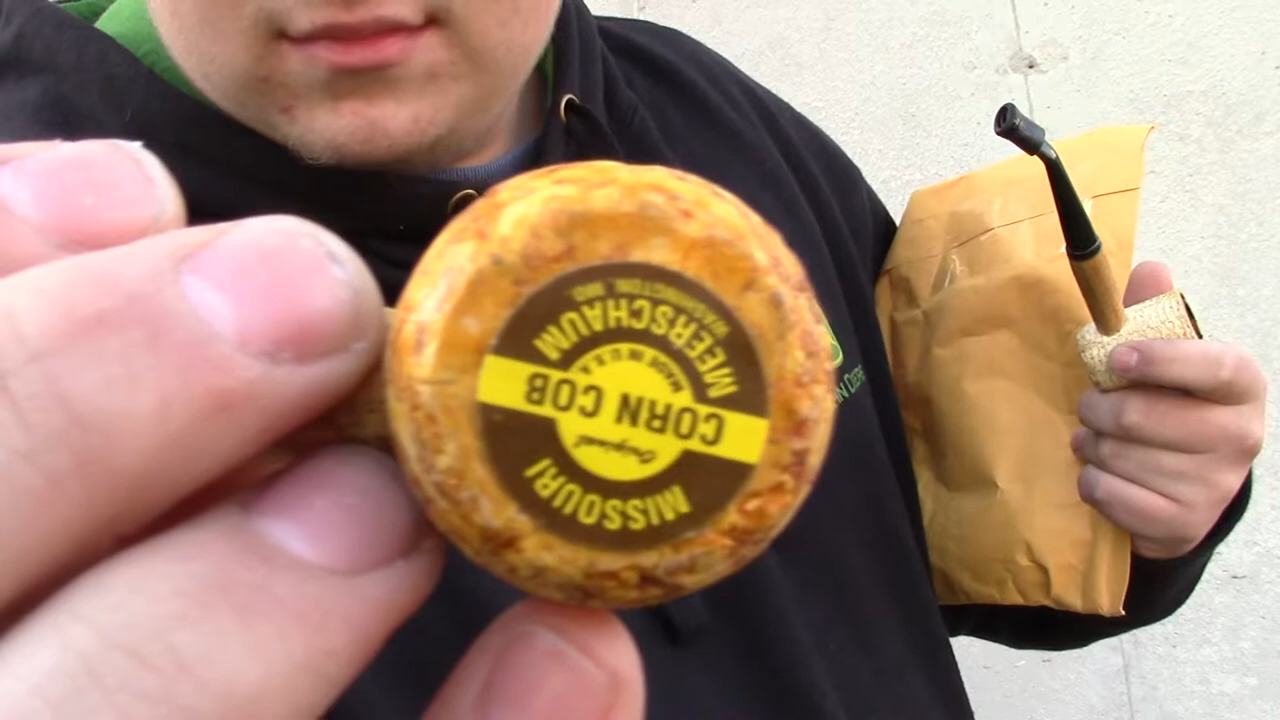 MISSOURI
Original
CORN COB
MADE IN U.S.A.
MEERSCHAUM
WASHINGTON, MO.